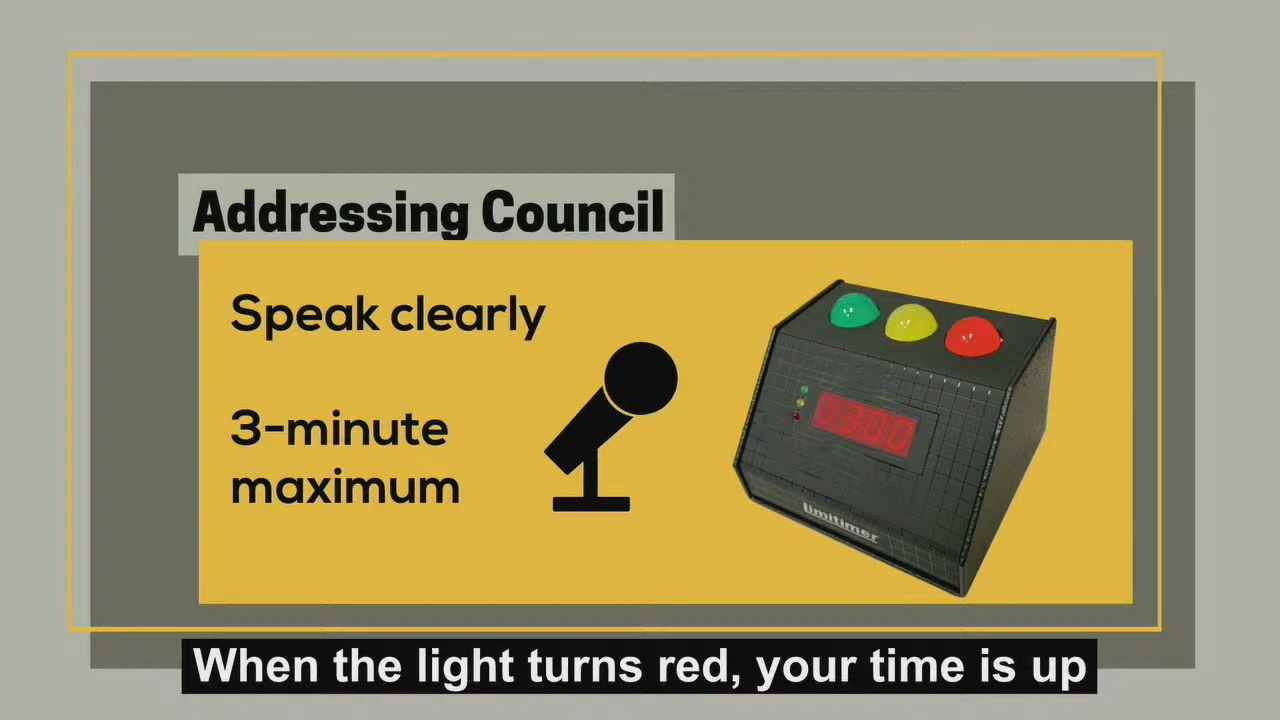 Addressing Council
Speak clearly
3-minute
maximum
3:00
limitimer
When the light turns red, your time is up